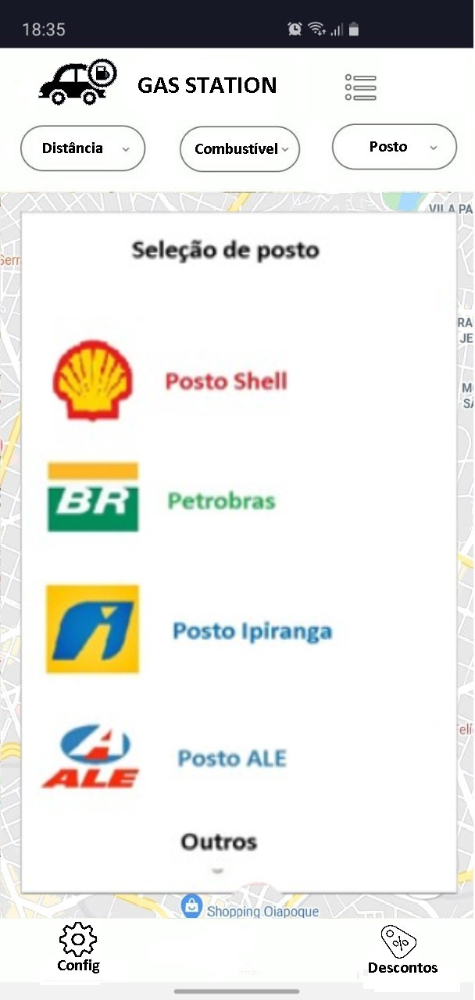 18:35
GAS STATION
Distância
Combustível
Posto
VILA PA
Serr
Seleção de posto
RA
JE
Posto Shell
MO
SÃ
BR
Petrobras
Posto Ipiranga
elí
ALE
Posto ALE
Outros
Shopping Oiapoque
Config
Descontos